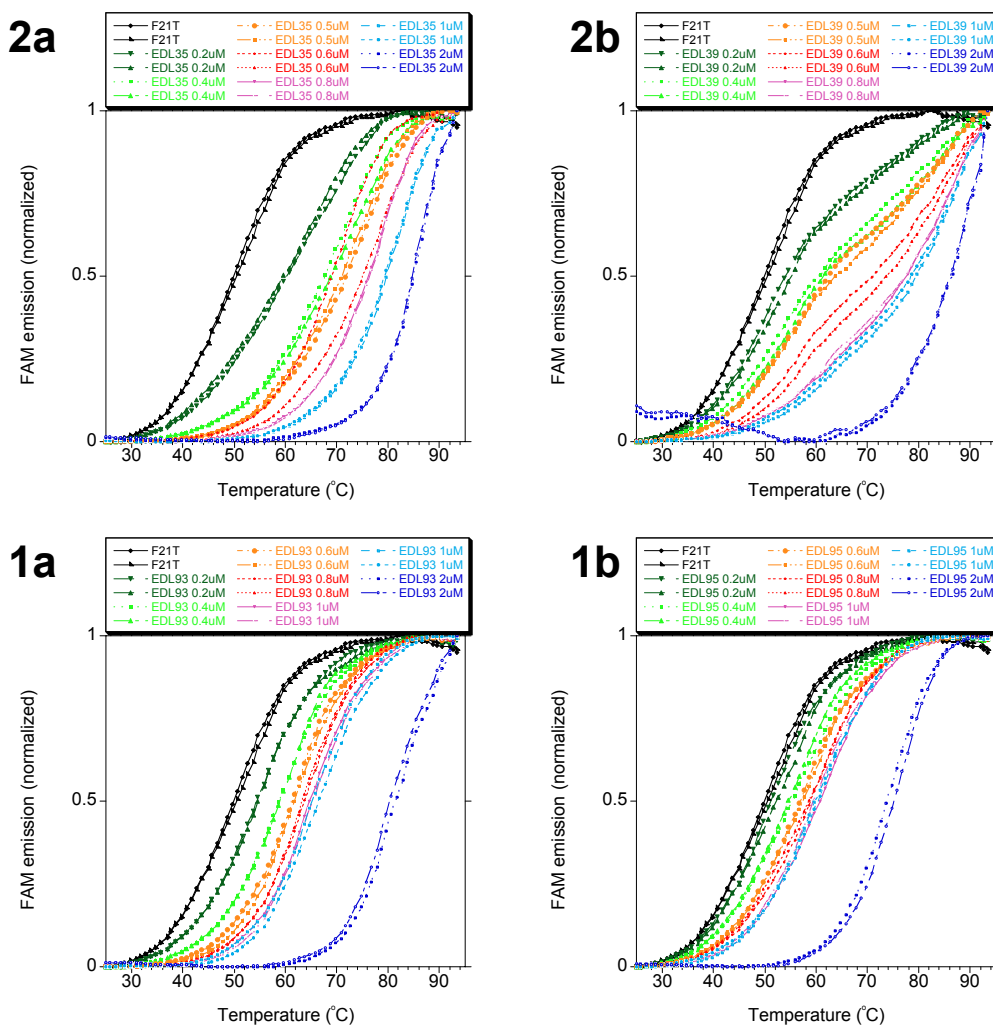 2a
F21T EDL35 0.5uM EDL35 1uM
F21T EDL35 0.5uM EDL35 1uM
EDL35 0.2uM EDL35 0.6uM EDL35 2uM
EDL35 0.2uM EDL35 0.6uM EDL35 2uM
EDL35 0.4uM EDL35 0.8uM
EDL35 0.4uM EDL35 0.8uM
1
0.5
0
FAM emission (normalized)
30 40 50 60 70 80 90
Temperature (°C)
2b
F21T EDL39 0.5uM EDL39 1uM
F21T EDL39 0.5uM EDL39 1uM
EDL39 0.2uM EDL39 0.6uM EDL39 2uM
EDL39 0.2uM EDL39 0.6uM EDL39 2uM
EDL39 0.4uM EDL39 0.8uM
EDL39 0.4uM EDL39 0.8uM
1
0.5
0
FAM emission (normalized)
30 40 50 60 70 80 90
Temperature (°C)
1a
F21T EDL93 0.6uM EDL93 1uM
F21T EDL93 0.6uM EDL93 1uM
EDL93 0.2uM EDL93 0.8uM EDL93 2uM
EDL93 0.2uM EDL93 0.8uM EDL93 2uM
EDL93 0.4uM EDL93 1uM
EDL93 0.4uM EDL93 1uM
1
0.5
0
FAM emission (normalized)
30 40 50 60 70 80 90
Temperature (°C)
1b
F21T EDL95 0.6uM EDL95 1uM
F21T EDL95 0.6uM EDL95 1uM
EDL95 0.2uM EDL95 0.8uM EDL95 2uM
EDL95 0.2uM EDL95 0.8uM EDL95 2uM
EDL95 0.4uM EDL95 1uM
EDL95 0.4uM EDL95 1uM
1
0.5
0
FAM emission (normalized)
30 40 50 60 70 80 90
Temperature (°C)